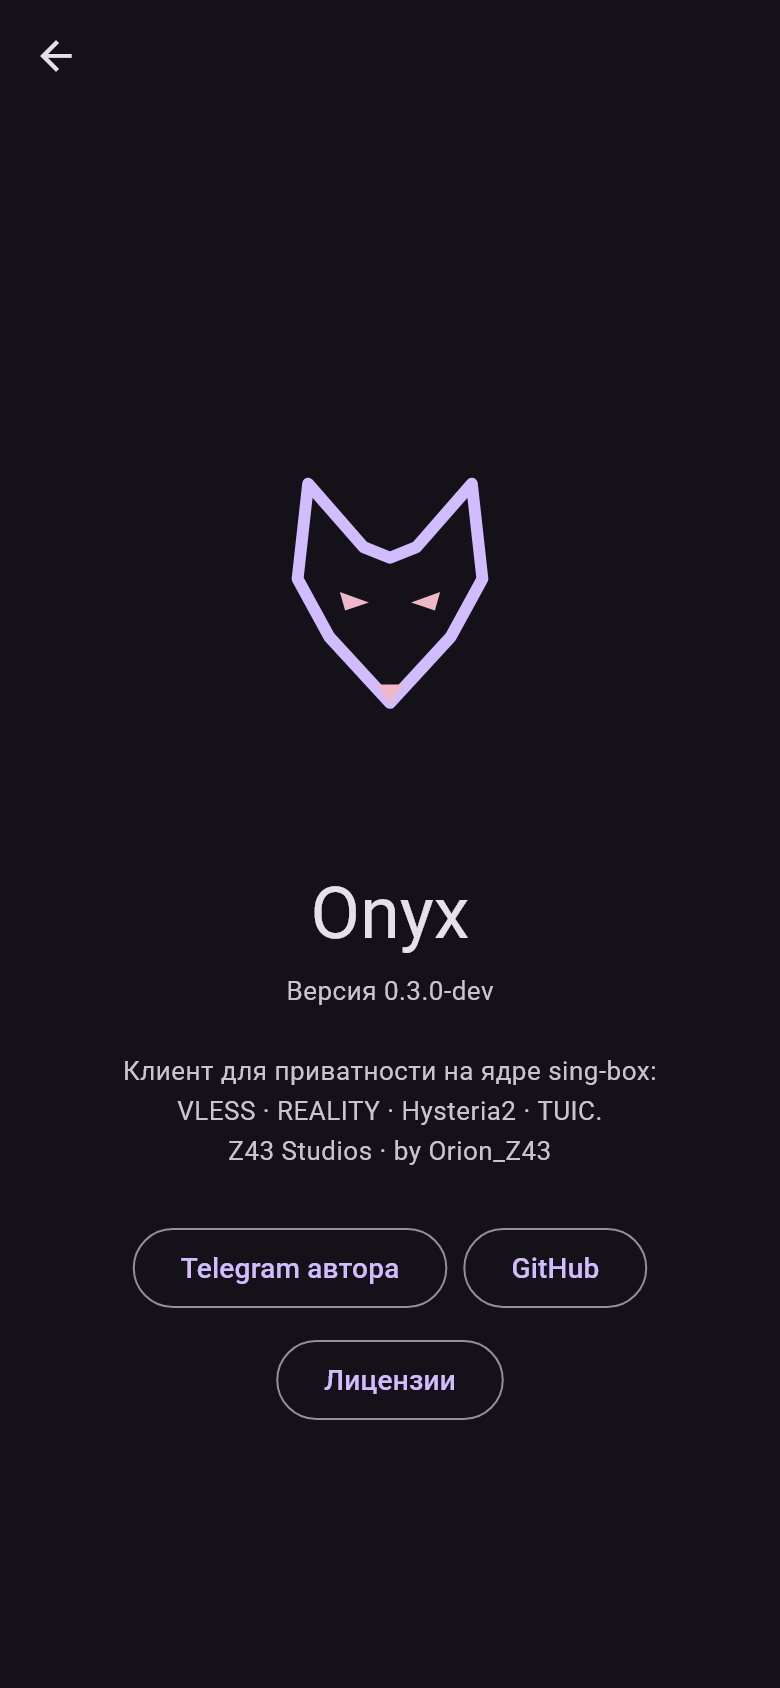 Onyx
Версия 0.3.0-dev
Клиент для приватности на ядре sing-box:
VLESS · REALITY · Hysteria2 · TUIC.
Z43 Studios · by Orion_Z43
Telegram автора
GitHub
Лицензии